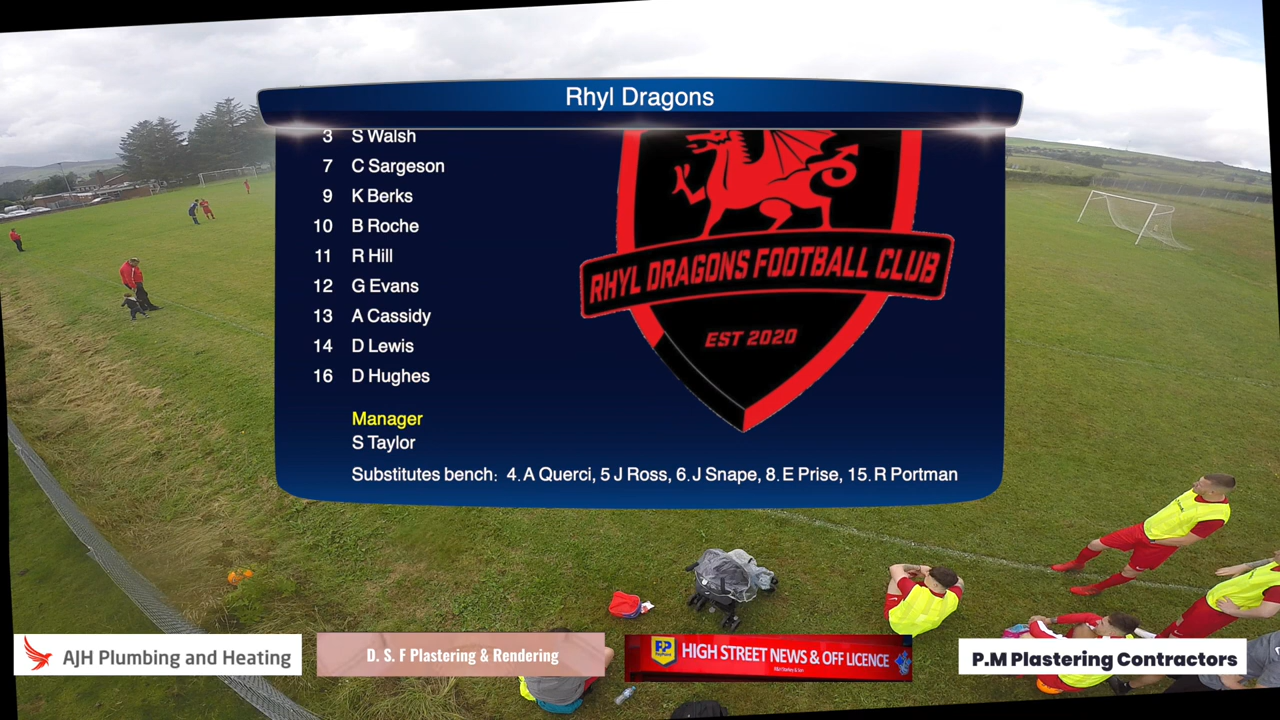 Rhyl Dragons
3 S Walsh
7 C Sargeson
9 K Berks
10 B Roche
11 R Hill
12 G Evans
13 A Cassidy
14 D Lewis
16 D Hughes
Manager
S Taylor
Substitutes bench: 4. A Querci, 5 J Ross, 6. J Snape, 8. E Prise, 15. R Portman
RHYL DRAGONS FOOTBALL CLUB
EST 2020
AJH Plumbing and Heating
D. S. F Plastering & Rendering
HIGH STREET NEWS & OFF LICENCE
P.M Plastering Contractors